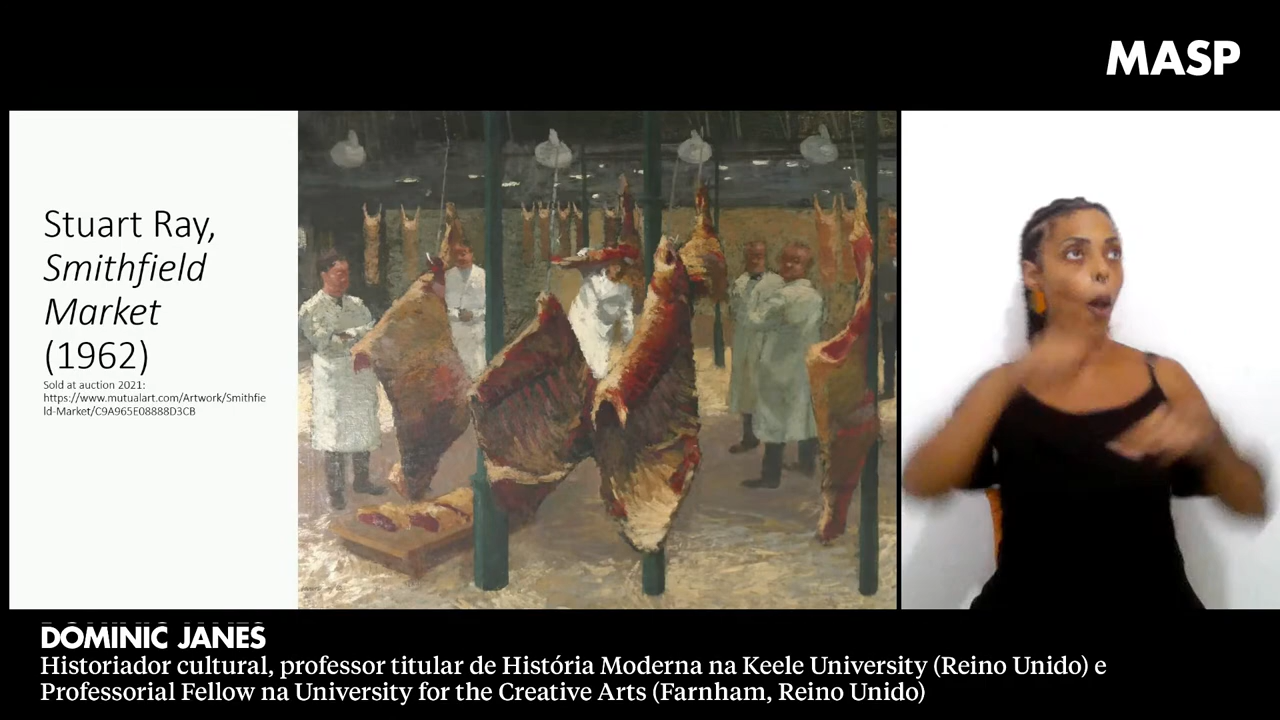 MASP
Stuart Ray,
Smithfield
Market
(1962)
Sold at auction 2021:
https://www.mutualart.com/Artwork/Smithfie
ld-Market/C9A965E08888D3CB
DOMINIC JANES
Historiador cultural, professor titular de História Moderna na Keele University (Reino Unido) e
Professorial Fellow na University for the Creative Arts (Farnham, Reino Unido)